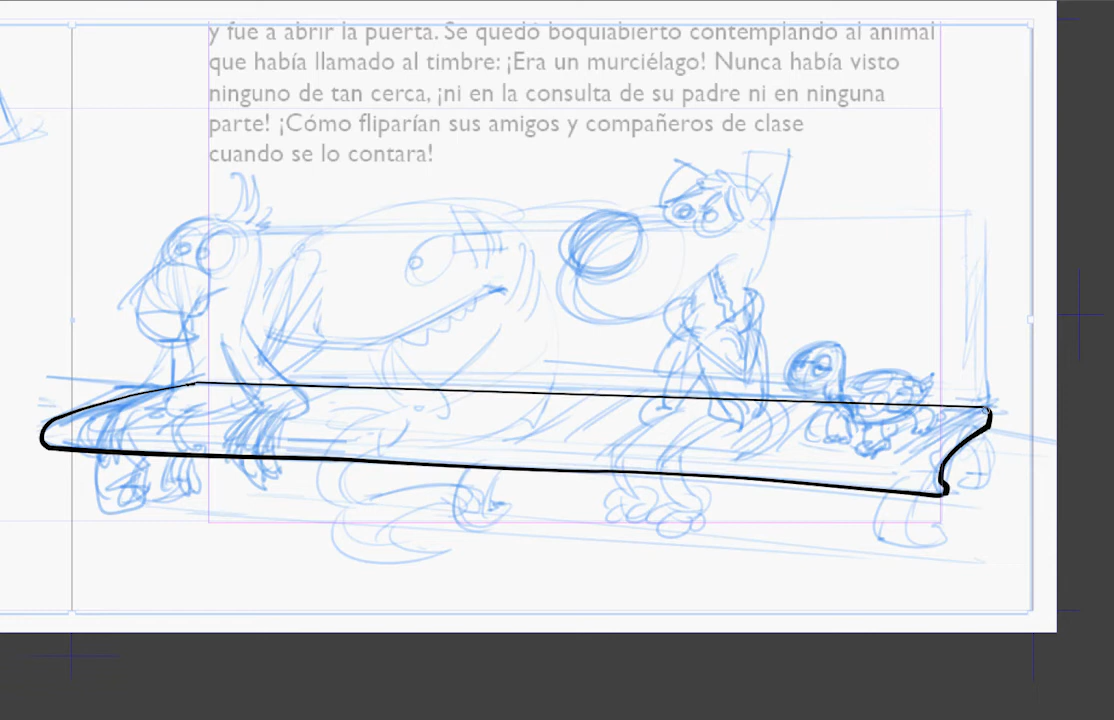 y fue a abrir la puerta. Se quedó boquiabierto contemplando al animal
que había llamado al timbre: ¡Era un murciélago! Nunca había visto
ninguno de tan cerca, ¡ni en la consulta de su padre ni en ninguna
parte! ¡Cómo fliparían sus amigos y compañeros de clase
cuando se lo contara!